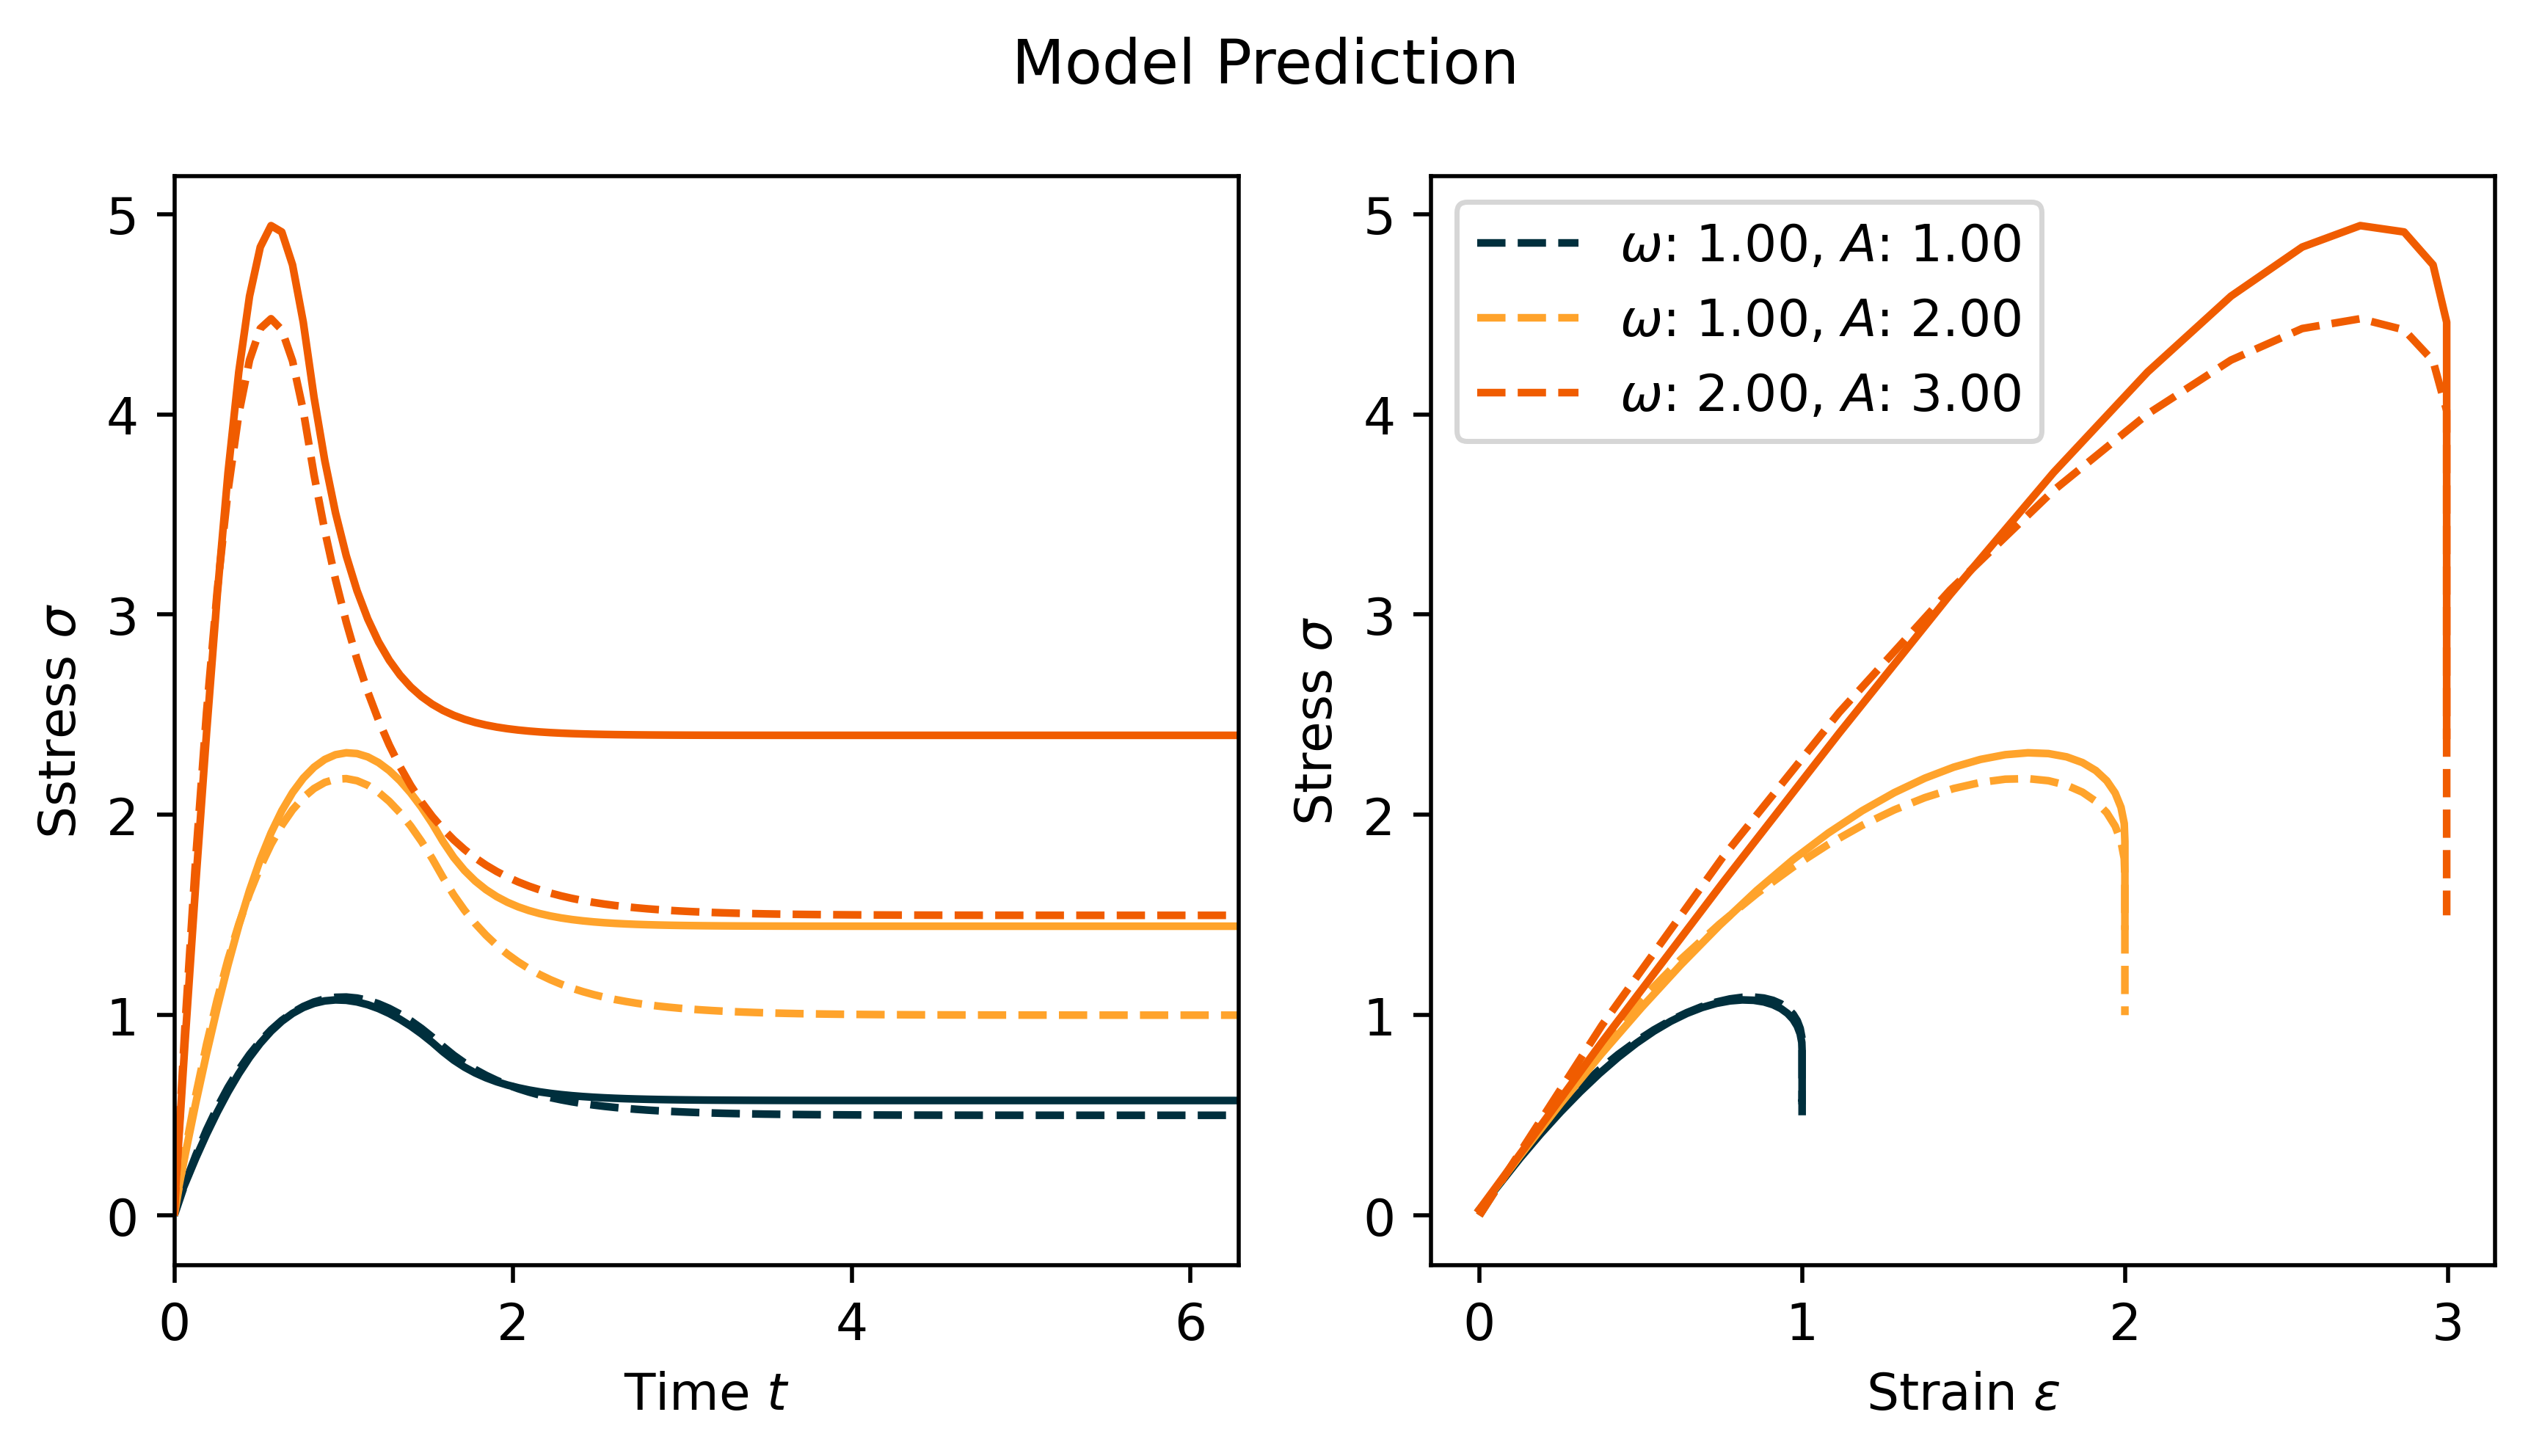 Model Prediction
5
4
3
2
1
0
Sstress σ
0
2
4
6
Time t
5
4
3
2
1
0
Stress σ
ω: 1.00, A: 1.00
ω: 1.00, A: 2.00
ω: 2.00, A: 3.00
0
1
2
3
Strain ε